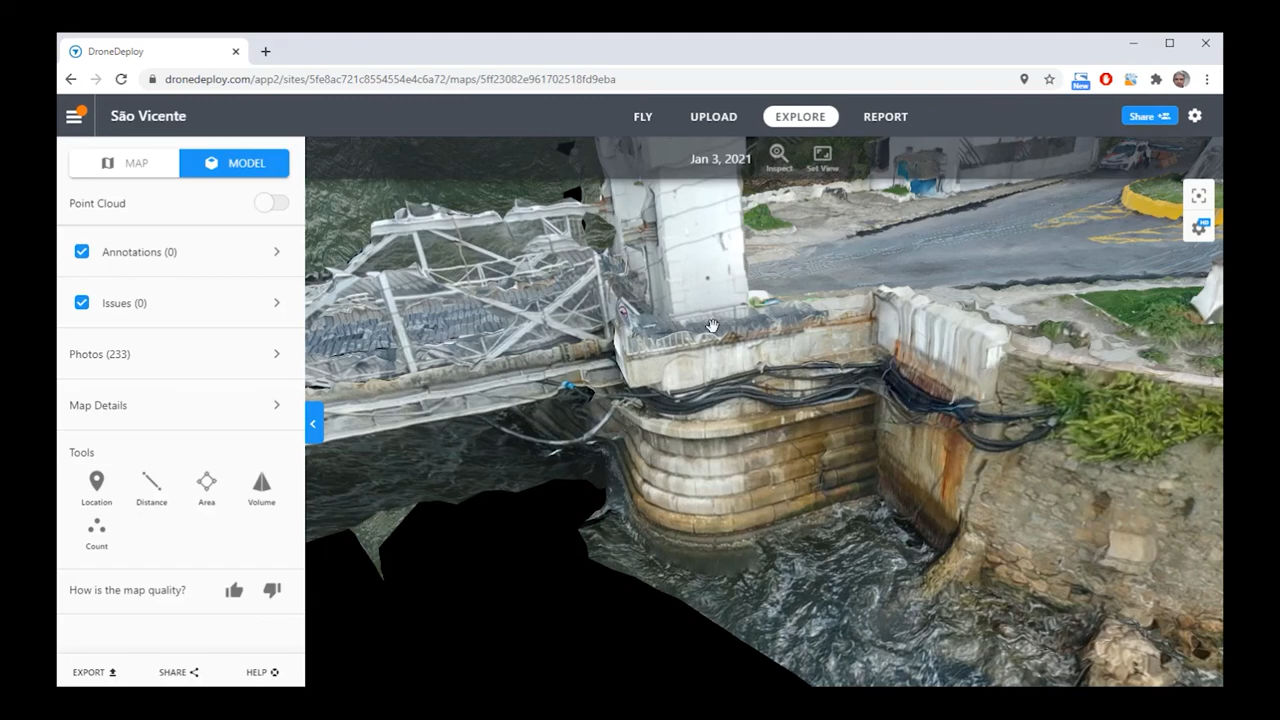 DroneDeploy
dronedeploy.com/app2/sites/5fe8ac721c8554554e4c6a72/maps/5ff23082e961702518fd9eba
New
São Vicente
FLY
UPLOAD
EXPLORE
REPORT
Share
MAP
MODEL
Jan 3, 2021
Inspect
Set View
Point Cloud
HD
Annotations (0)
Issues (0)
Photos (233)
Map Details
Tools
Location
Distance
Area
Volume
Count
How is the map quality?
EXPORT
SHARE
HELP